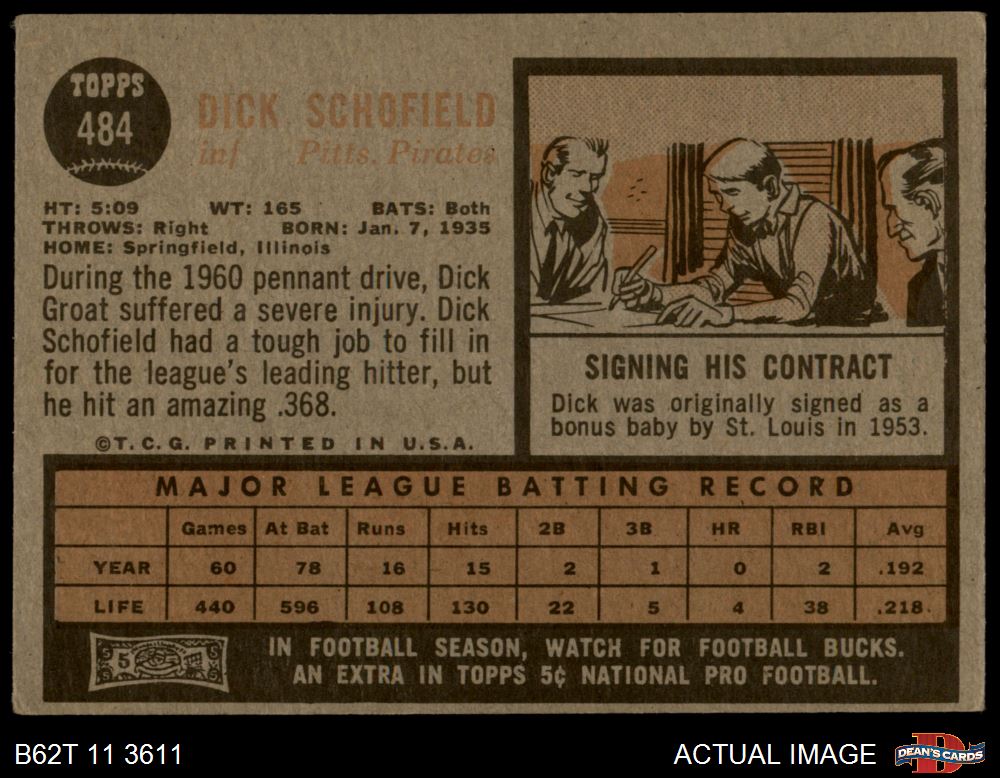 TOPPS
484
DICK SCHOFIELD
inf Pitts. Pirates
HT: 5:09 WT: 165 BATS: Both
THROWS: Right BORN: Jan. 7, 1935
HOME: Springfield, Illinois
During the 1960 pennant drive, Dick
Groat suffered a severe injury. Dick
Schofield had a tough job to fill in
for the league's leading hitter, but
he hit an amazing .368.
©T.C.G. PRINTED IN U.S.A.
SIGNING HIS CONTRACT
Dick was originally signed as a
bonus baby by St. Louis in 1953.
MAJOR LEAGUE BATTING RECORD
Games At Bat Runs Hits 2B 3B HR RBI Avg
YEAR 60 78 16 15 2 1 0 2 .192
LIFE 440 596 108 130 22 5 4 38 .218
5
IN FOOTBALL SEASON, WATCH FOR FOOTBALL BUCKS.
AN EXTRA IN TOPPS 5¢ NATIONAL PRO FOOTBALL.
B62T 11 3611
ACTUAL IMAGE
D
DEAN'S CARDS